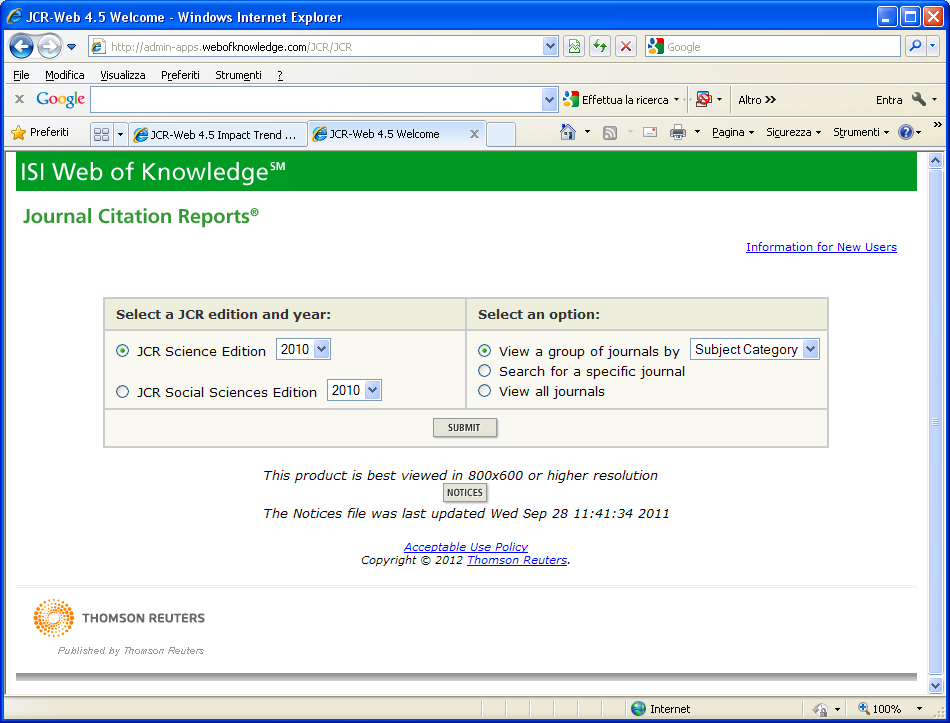 JCR-Web 4.5 Welcome - Windows Internet Explorer
http://admin-apps.webofknowledge.com/JCR/JCR
Google
File Modifica Visualizza Preferiti Strumenti ?
x Google Effettua la ricerca Altro >> Entra
Preferiti JCR-Web 4.5 Impact Trend ... JCR-Web 4.5 Welcome x Pagina Sicurezza Strumenti ? >>
ISI Web of Knowledge℠
Journal Citation Reports®
Information for New Users
Select a JCR edition and year: Select an option:
JCR Science Edition 2010 View a group of journals by Subject Category
Search for a specific journal
JCR Social Sciences Edition 2010 View all journals
SUBMIT
This product is best viewed in 800x600 or higher resolution
NOTICES
The Notices file was last updated Wed Sep 28 11:41:34 2011
Acceptable Use Policy
Copyright © 2012 Thomson Reuters.
THOMSON REUTERS
Published by Thomson Reuters
Internet 100%